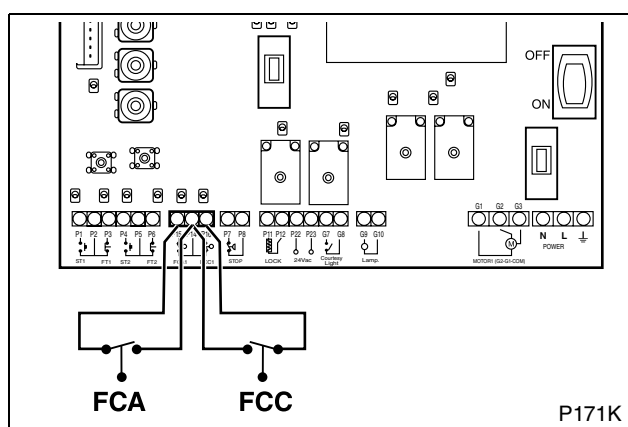 OFF
ON
P1 P2 P3 P4 P5 P6 P7 P8 P11 P12 P22 P23 G7 G8 G9 G10 G1 G2 G3 N L
ST1 FT1 ST2 FT2 STOP LOCK 24Vac Courtesy Light Lamp. M MOTOR1 (G2-G1-COM) POWER
FCA FCC
P171K